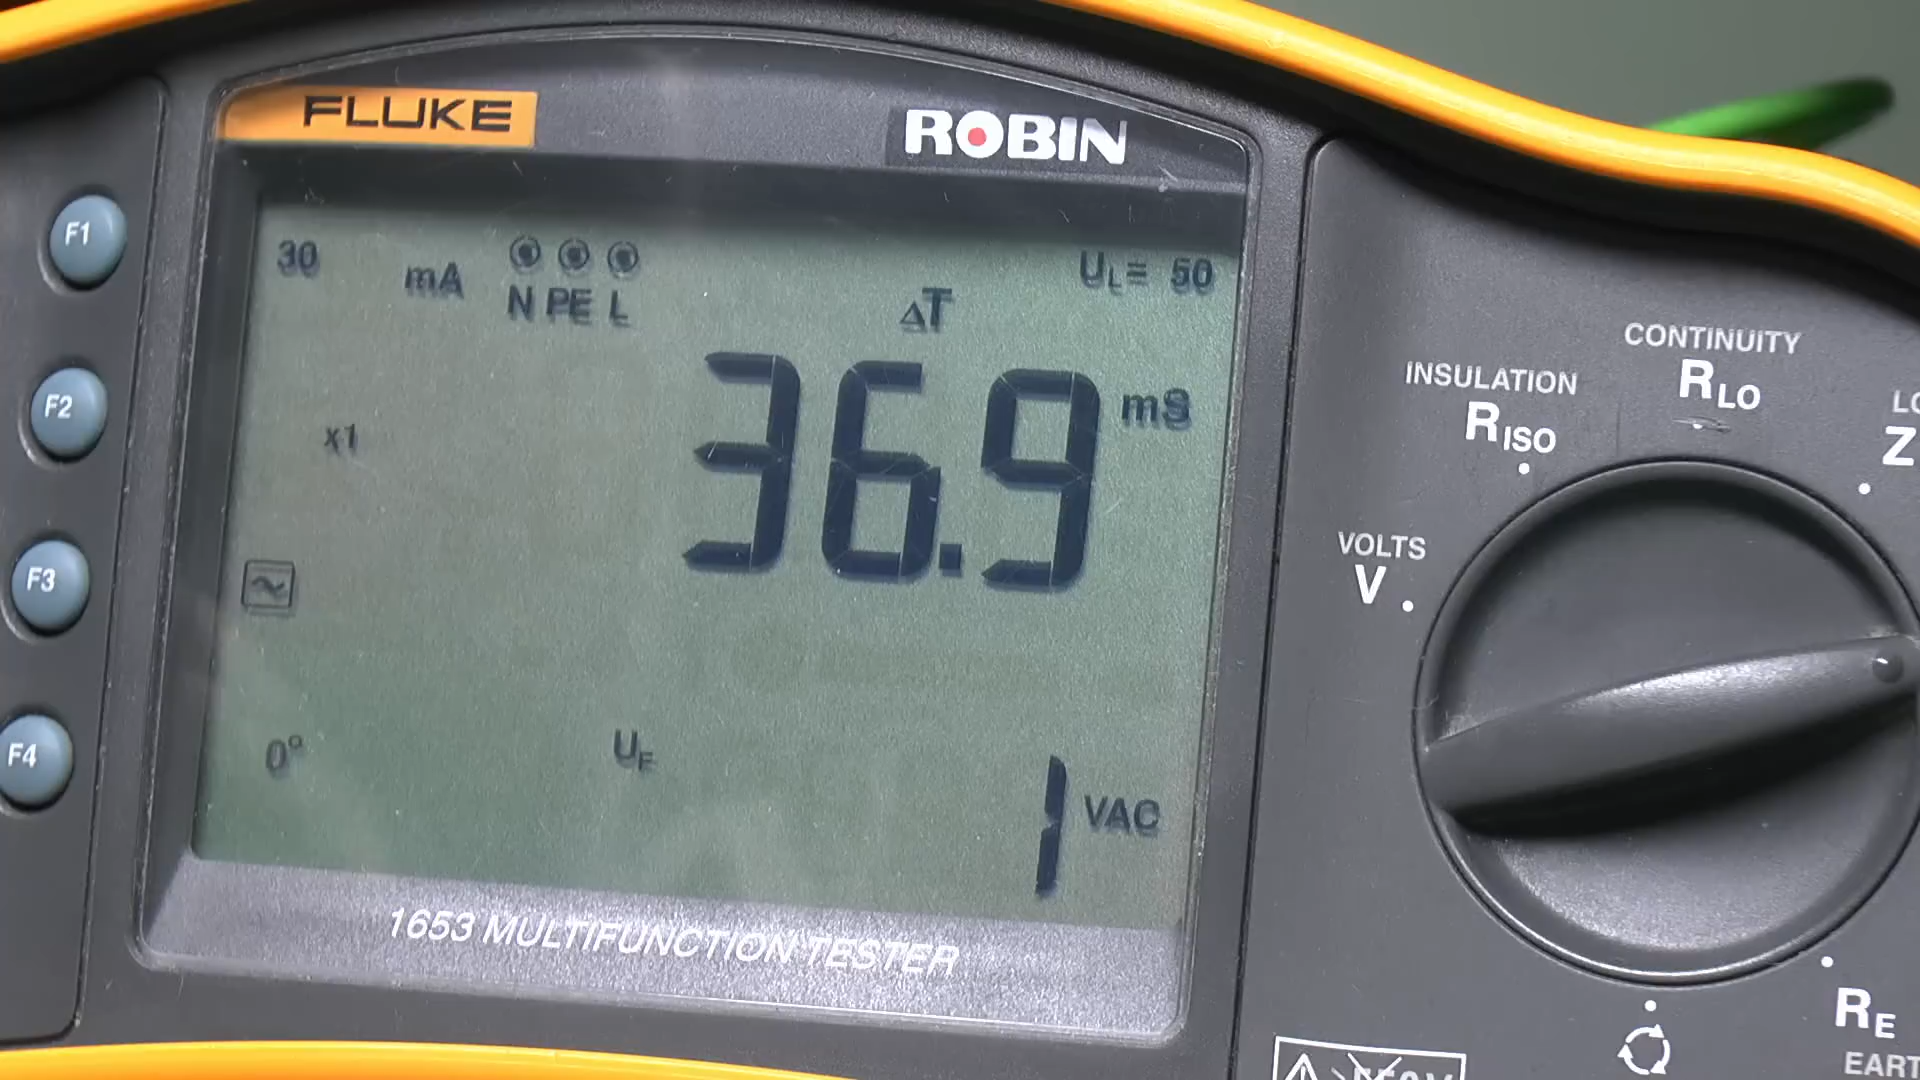 FLUKE
ROBIN
F1
F2
F3
F4
30 mA
N PE L
ΔT
UL= 50
36.9 mS
x1
0°
UF
1 VAC
1653 MULTIFUNCTION TESTER
CONTINUITY
RLO
INSULATION
RISO
VOLTS
V
Z
RE